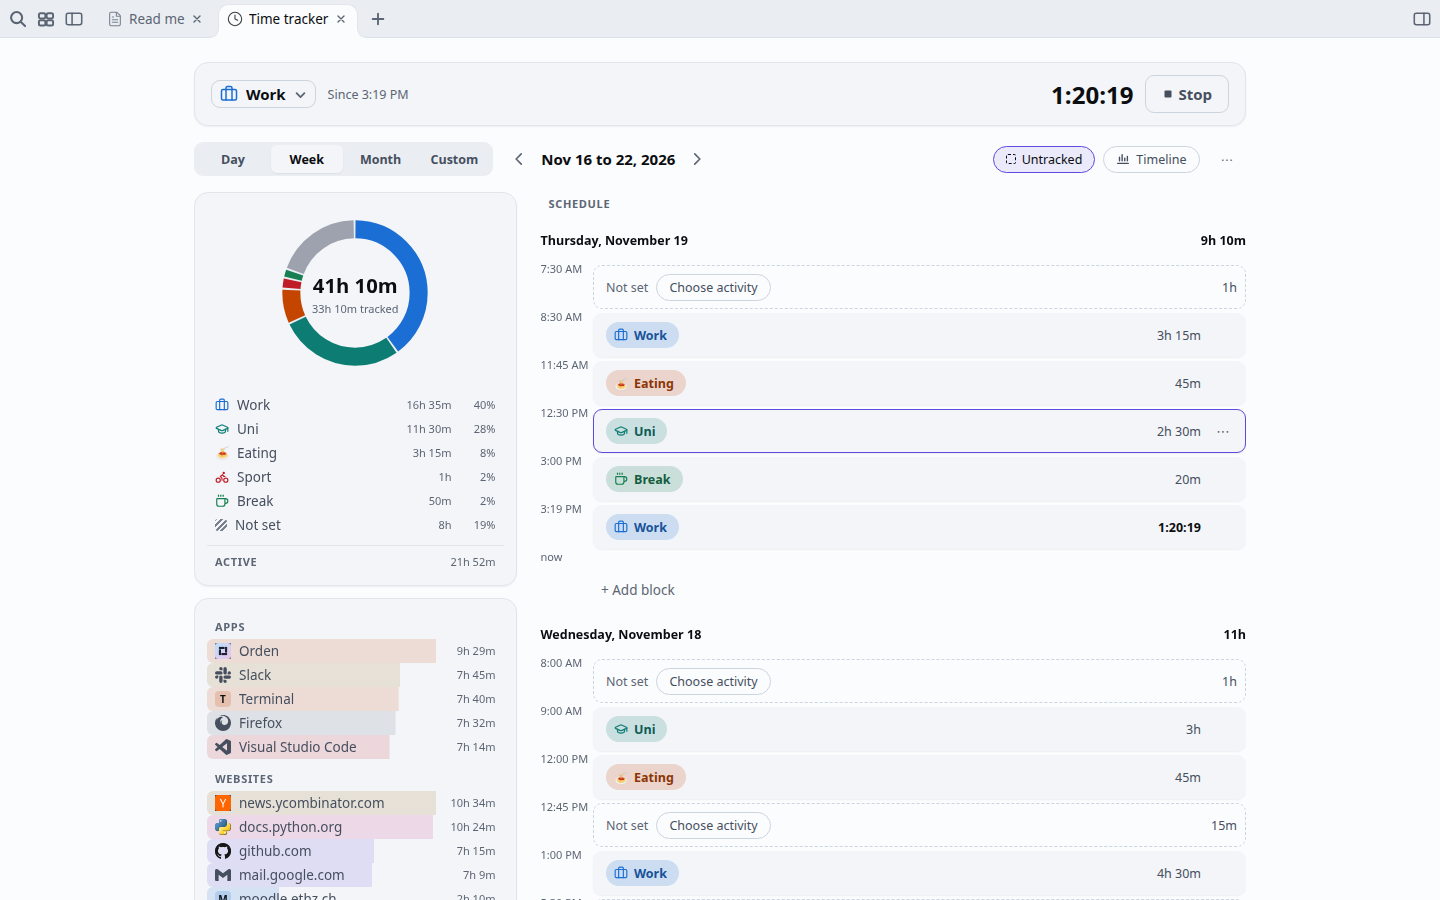 Read me
Time tracker
Work
Since 3:19 PM
1:20:19
Stop
Day
Week
Month
Custom
Nov 16 to 22, 2026
Untracked
Timeline
41h 10m
33h 10m tracked
Work 16h 35m 40%
Uni 11h 30m 28%
Eating 3h 15m 8%
Sport 1h 2%
Break 50m 2%
Not set 8h 19%
ACTIVE 21h 52m
APPS
Orden 9h 29m
Slack 7h 45m
T Terminal 7h 40m
Firefox 7h 32m
Visual Studio Code 7h 14m
WEBSITES
Y news.ycombinator.com 10h 34m
docs.python.org 10h 24m
github.com 7h 15m
mail.google.com 7h 9m
M moodle.ethz.ch 2h 10m
SCHEDULE
Thursday, November 19 9h 10m
7:30 AM
Not set Choose activity 1h
8:30 AM
Work 3h 15m
11:45 AM
Eating 45m
12:30 PM
Uni 2h 30m ···
3:00 PM
Break 20m
3:19 PM
Work 1:20:19
now
+ Add block
Wednesday, November 18 11h
8:00 AM
Not set Choose activity 1h
9:00 AM
Uni 3h
12:00 PM
Eating 45m
12:45 PM
Not set Choose activity 15m
1:00 PM
Work 4h 30m